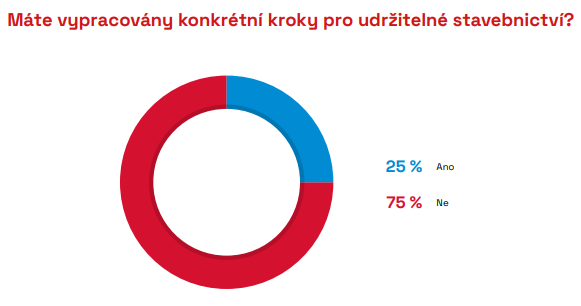 Máte vypracovány konkrétní kroky pro udržitelné stavebnictví?
25 % Ano
75 % Ne